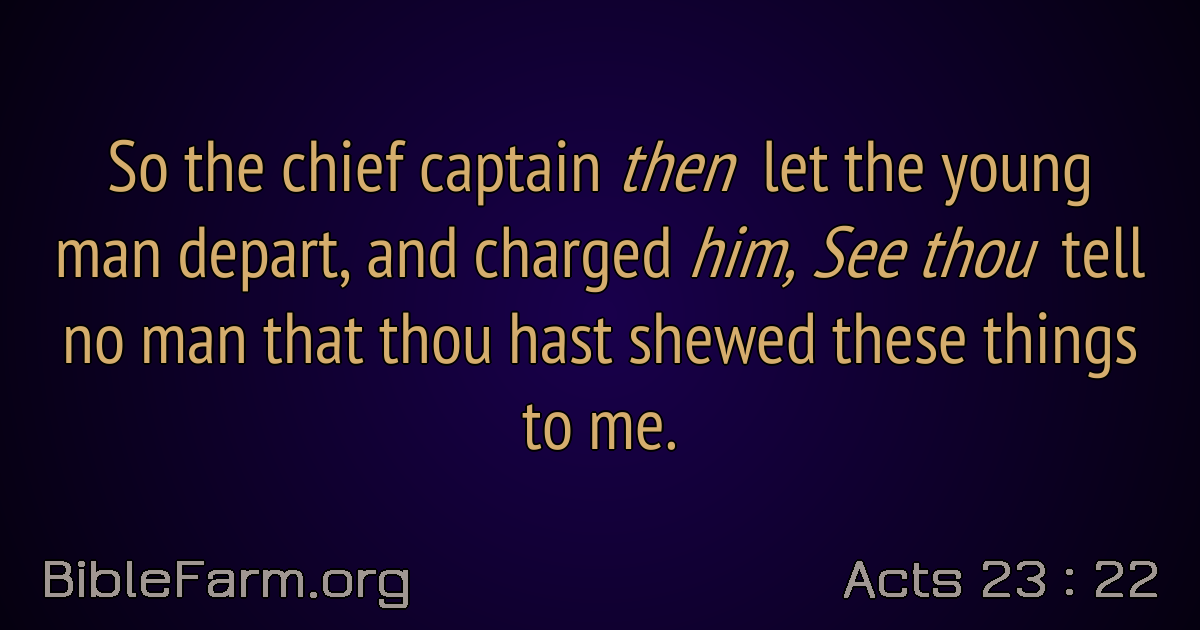 So the chief captain then let the young
man depart, and charged him, See thou tell
no man that thou hast shewed these things
to me.
BibleFarm.org
Acts 23 : 22